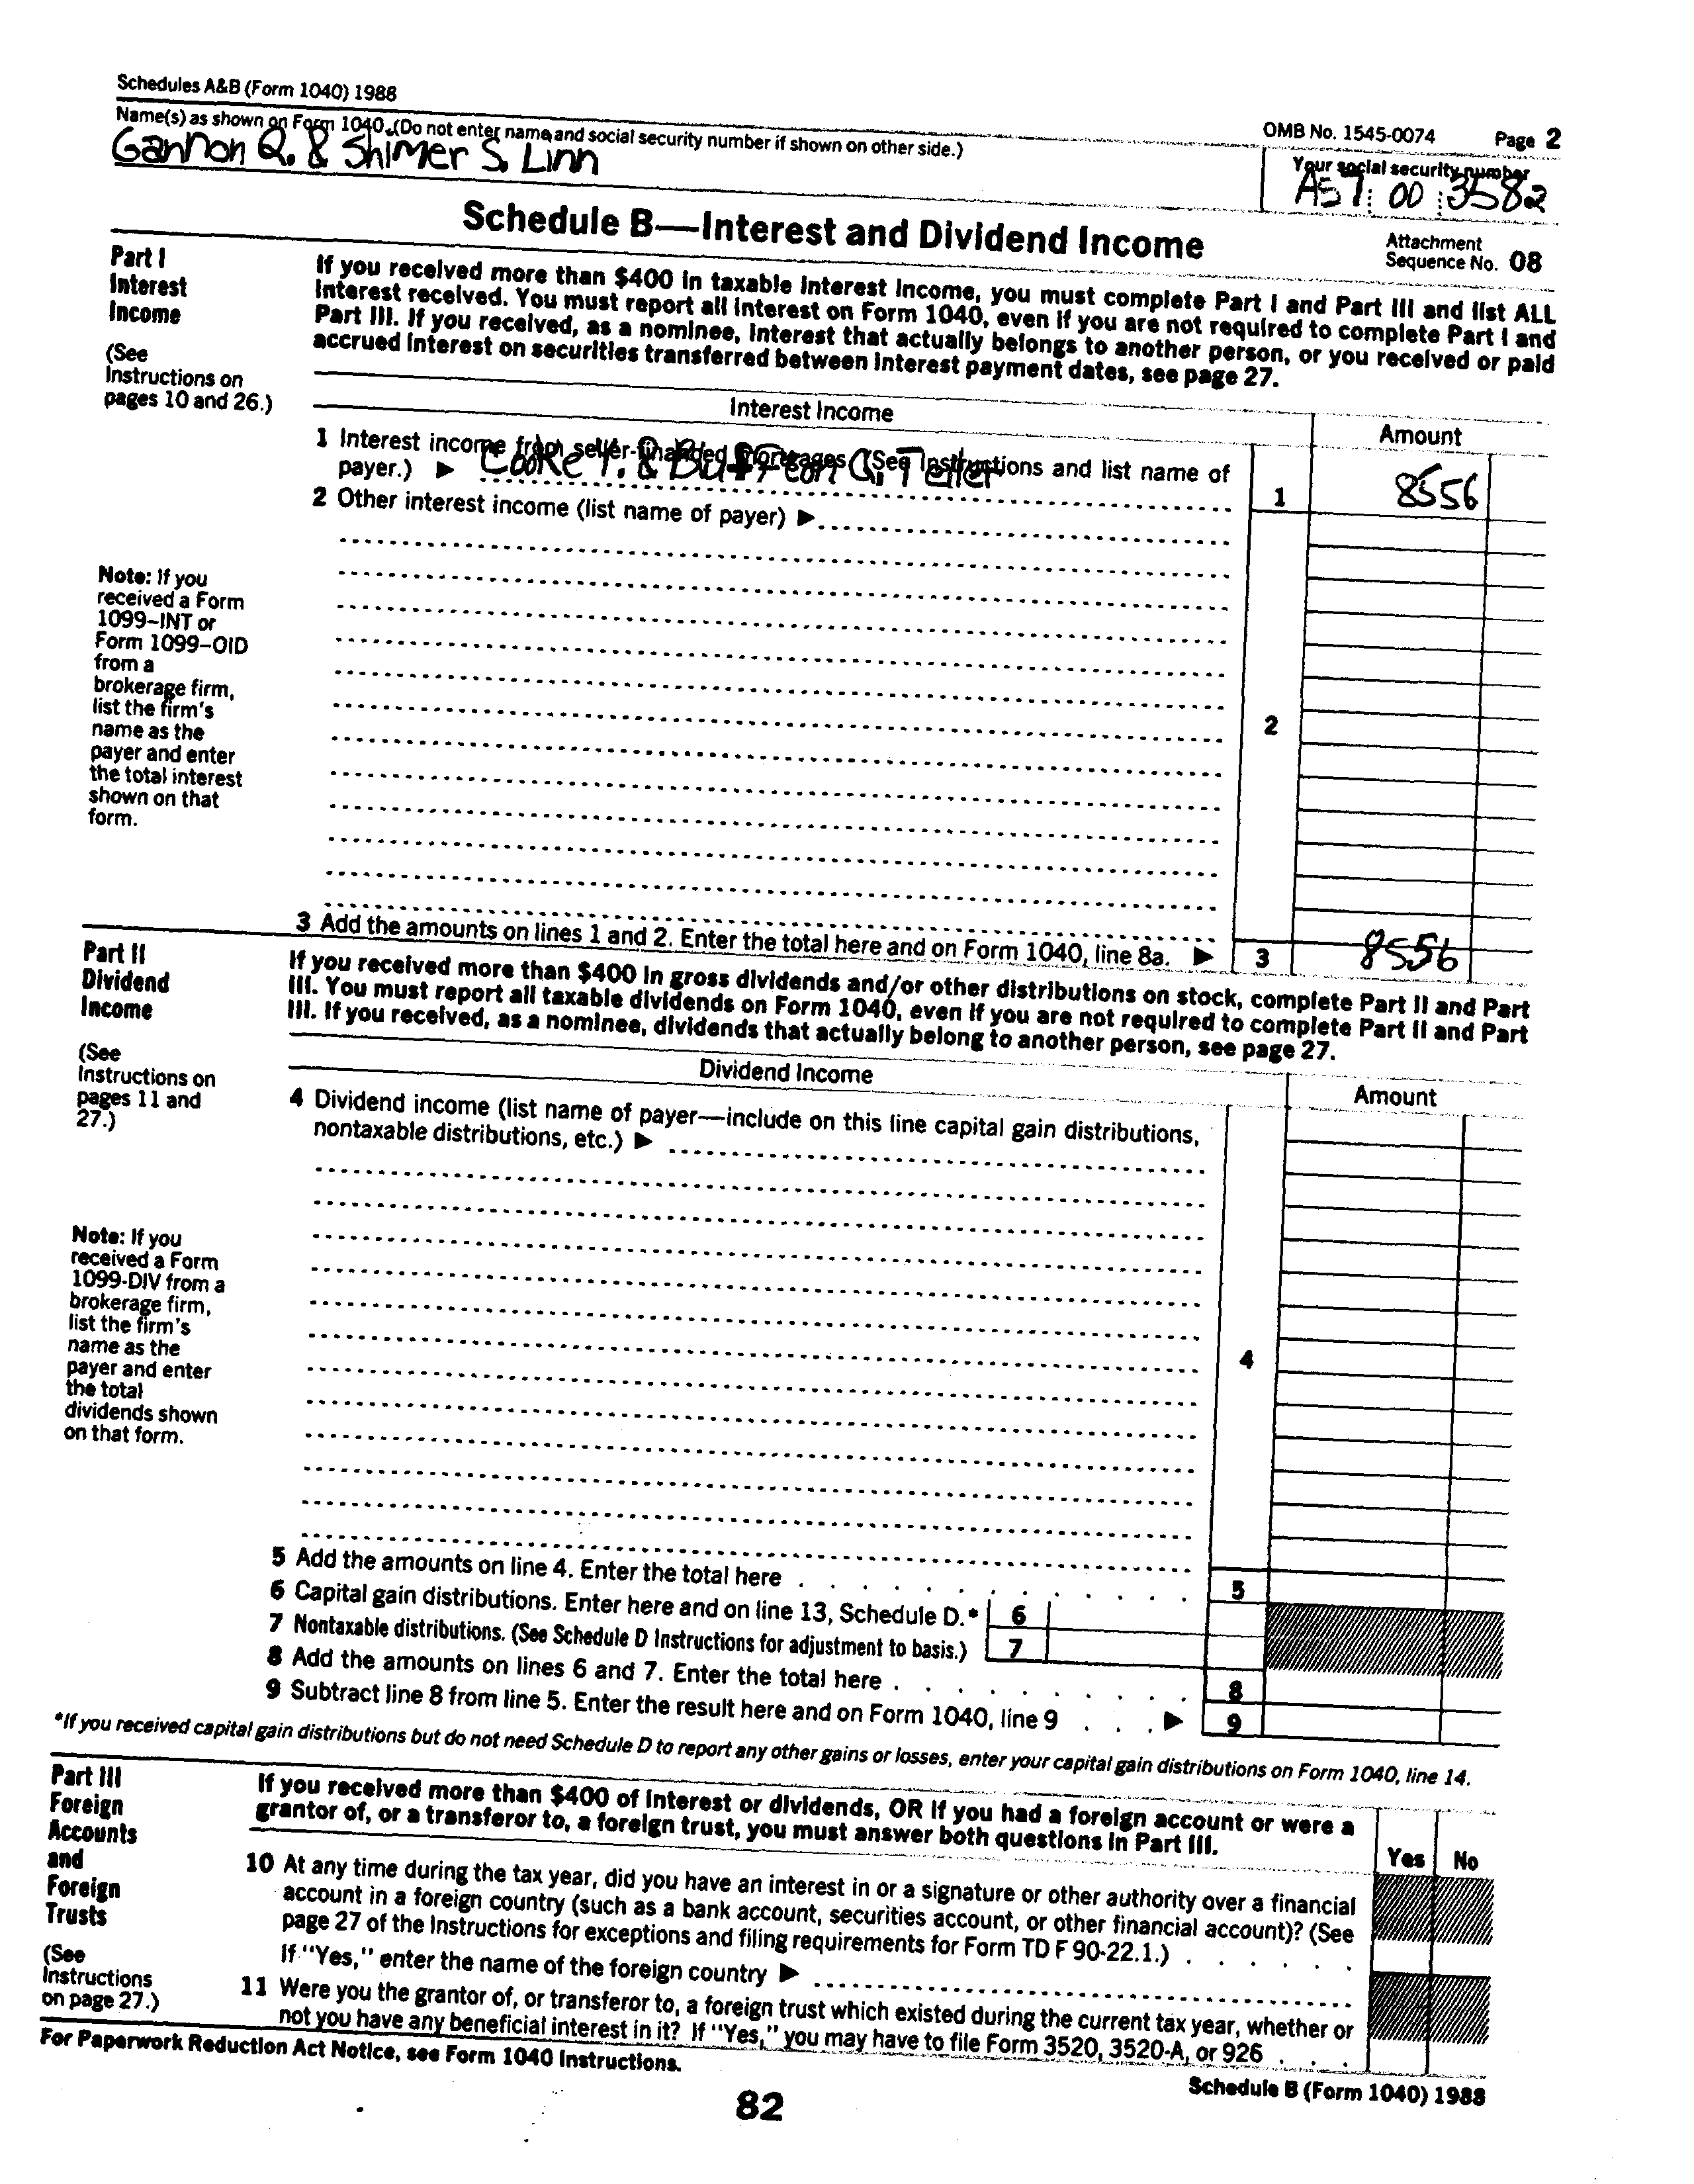 Schedules A&B (Form 1040) 1988
OMB No. 1545-0074 Page 2
Name(s) as shown on Form 1040. (Do not enter name and social security number if shown on other side.)
Gannon Q. & Shimer S. Linn
Your social security number
AS1 00 3582
Schedule B—Interest and Dividend Income
Attachment
Sequence No. 08
Part I
Interest
Income
(See
Instructions on
pages 10 and 26.)
If you received more than $400 in taxable interest income, you must complete Part I and Part III and list ALL
interest received. You must report all interest on Form 1040, even if you are not required to complete Part I and
Part III. If you received, as a nominee, interest that actually belongs to another person, or you received or paid
accrued interest on securities transferred between interest payment dates, see page 27.
Interest Income
Amount
1 Interest income from seller-financed mortgages. (See Instructions and list name of
payer.) ▶ Cooke T. & G. Teller
1 8556
2 Other interest income (list name of payer) ▶
Note: If you
received a Form
1099–INT or
Form 1099–OID
from a
brokerage firm,
list the firm's
name as the
payer and enter
the total interest
shown on that
form.
2
3 Add the amounts on lines 1 and 2. Enter the total here and on Form 1040, line 8a. ▶ 3 8556
Part II
Dividend
Income
(See
Instructions on
pages 11 and
27.)
If you received more than $400 in gross dividends and/or other distributions on stock, complete Part II and Part
III. You must report all taxable dividends on Form 1040, even if you are not required to complete Part II and Part
III. If you received, as a nominee, dividends that actually belong to another person, see page 27.
Dividend Income
Amount
4 Dividend income (list name of payer—include on this line capital gain distributions,
nontaxable distributions, etc.) ▶
Note: If you
received a Form
1099-DIV from a
brokerage firm,
list the firm's
name as the
payer and enter
the total
dividends shown
on that form.
4
5 Add the amounts on line 4. Enter the total here 5
6 Capital gain distributions. Enter here and on line 13, Schedule D.* 6
7 Nontaxable distributions. (See Schedule D Instructions for adjustment to basis.) 7
8 Add the amounts on lines 6 and 7. Enter the total here 8
9 Subtract line 8 from line 5. Enter the result here and on Form 1040, line 9 ▶ 9
*If you received capital gain distributions but do not need Schedule D to report any other gains or losses, enter your capital gain distributions on Form 1040, line 14.
Part III
Foreign
Accounts
and
Foreign
Trusts
(See
Instructions
on page 27.)
If you received more than $400 of interest or dividends, OR if you had a foreign account or were a
grantor of, or a transferor to, a foreign trust, you must answer both questions in Part III.
Yes No
10 At any time during the tax year, did you have an interest in or a signature or other authority over a financial
account in a foreign country (such as a bank account, securities account, or other financial account)? (See
page 27 of the Instructions for exceptions and filing requirements for Form TD F 90-22.1.)
If "Yes," enter the name of the foreign country ▶
11 Were you the grantor of, or transferor to, a foreign trust which existed during the current tax year, whether or
not you have any beneficial interest in it? If "Yes," you may have to file Form 3520, 3520-A, or 926
For Paperwork Reduction Act Notice, see Form 1040 Instructions.
Schedule B (Form 1040) 1988
82